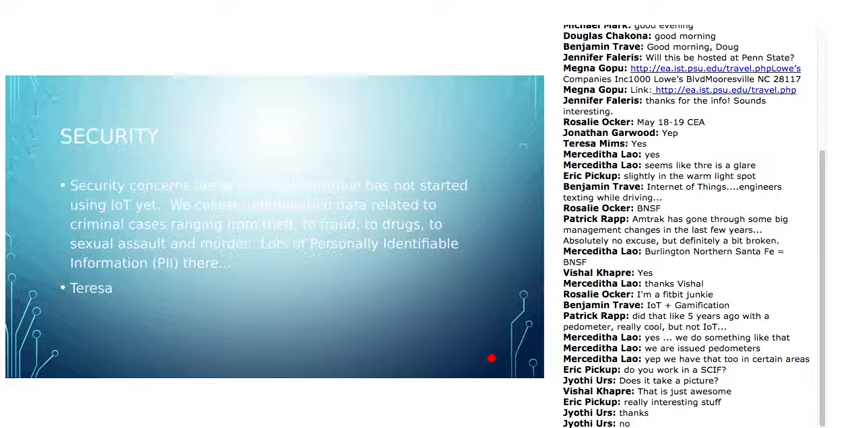 SECURITY
• Security concerns are has not started
using IoT yet. We collect data related to
criminal cases ranging from theft, to fraud, to drugs, to
sexual assault and murder... Lots of Personally Identifiable
Information (PII) there...
• Teresa
Michael Mark: good evening
Douglas Chakona: good morning
Benjamin Trave: Good morning, Doug
Jennifer Faleris: Will this be hosted at Penn State?
Megna Gopu: http://ea.ist.psu.edu/travel.phpLowe's
Companies Inc1000 Lowe's BlvdMooresville NC 28117
Megna Gopu: Link: http://ea.ist.psu.edu/travel.php
Jennifer Faleris: thanks for the info! Sounds
interesting.
Rosalie Ocker: May 18-19 CEA
Jonathan Garwood: Yep
Teresa Mims: Yes
Merceditha Lao: yes
Merceditha Lao: seems like thre is a glare
Eric Pickup: slightly in the warm light spot
Benjamin Trave: Internet of Things....engineers
texting while driving...
Rosalie Ocker: BNSF
Patrick Rapp: Amtrak has gone through some big
management changes in the last few years...
Absolutely no excuse, but definitely a bit broken.
Merceditha Lao: Burlington Northern Santa Fe =
BNSF
Vishal Khapre: Yes
Merceditha Lao: thanks Vishal
Rosalie Ocker: I'm a fitbit junkie
Benjamin Trave: IoT + Gamification
Patrick Rapp: did that like 5 years ago with a
pedometer, really cool, but not IoT...
Merceditha Lao: yes ... we do something like that
Merceditha Lao: we are issued pedometers
Merceditha Lao: yep we have that too in certain areas
Eric Pickup: do you work in a SCIF?
Jyothi Urs: Does it take a picture?
Vishal Khapre: That is just awesome
Eric Pickup: really interesting stuff
Jyothi Urs: thanks
Jyothi Urs: no